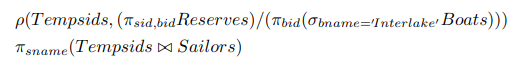 ρ(Tempsids, (π_{sid,bid}Reserves)/(π_{bid}(σ_{bname='Interlake'}Boats)))
π_{sname}(Tempsids ⋈ Sailors)